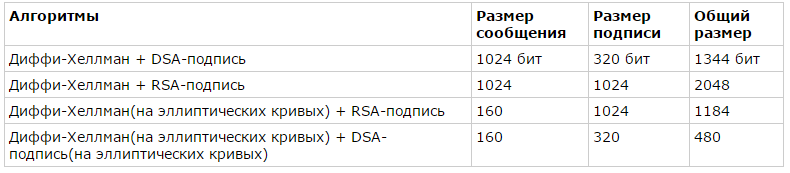 Алгоритмы Размер сообщения Размер подписи Общий размер
Диффи-Хеллман + DSA-подпись 1024 бит 320 бит 1344 бит
Диффи-Хеллман + RSA-подпись 1024 1024 2048
Диффи-Хеллман(на эллиптических кривых) + RSA-подпись 160 1024 1184
Диффи-Хеллман(на эллиптических кривых) + DSA-
подпись(на эллиптических кривых) 160 320 480